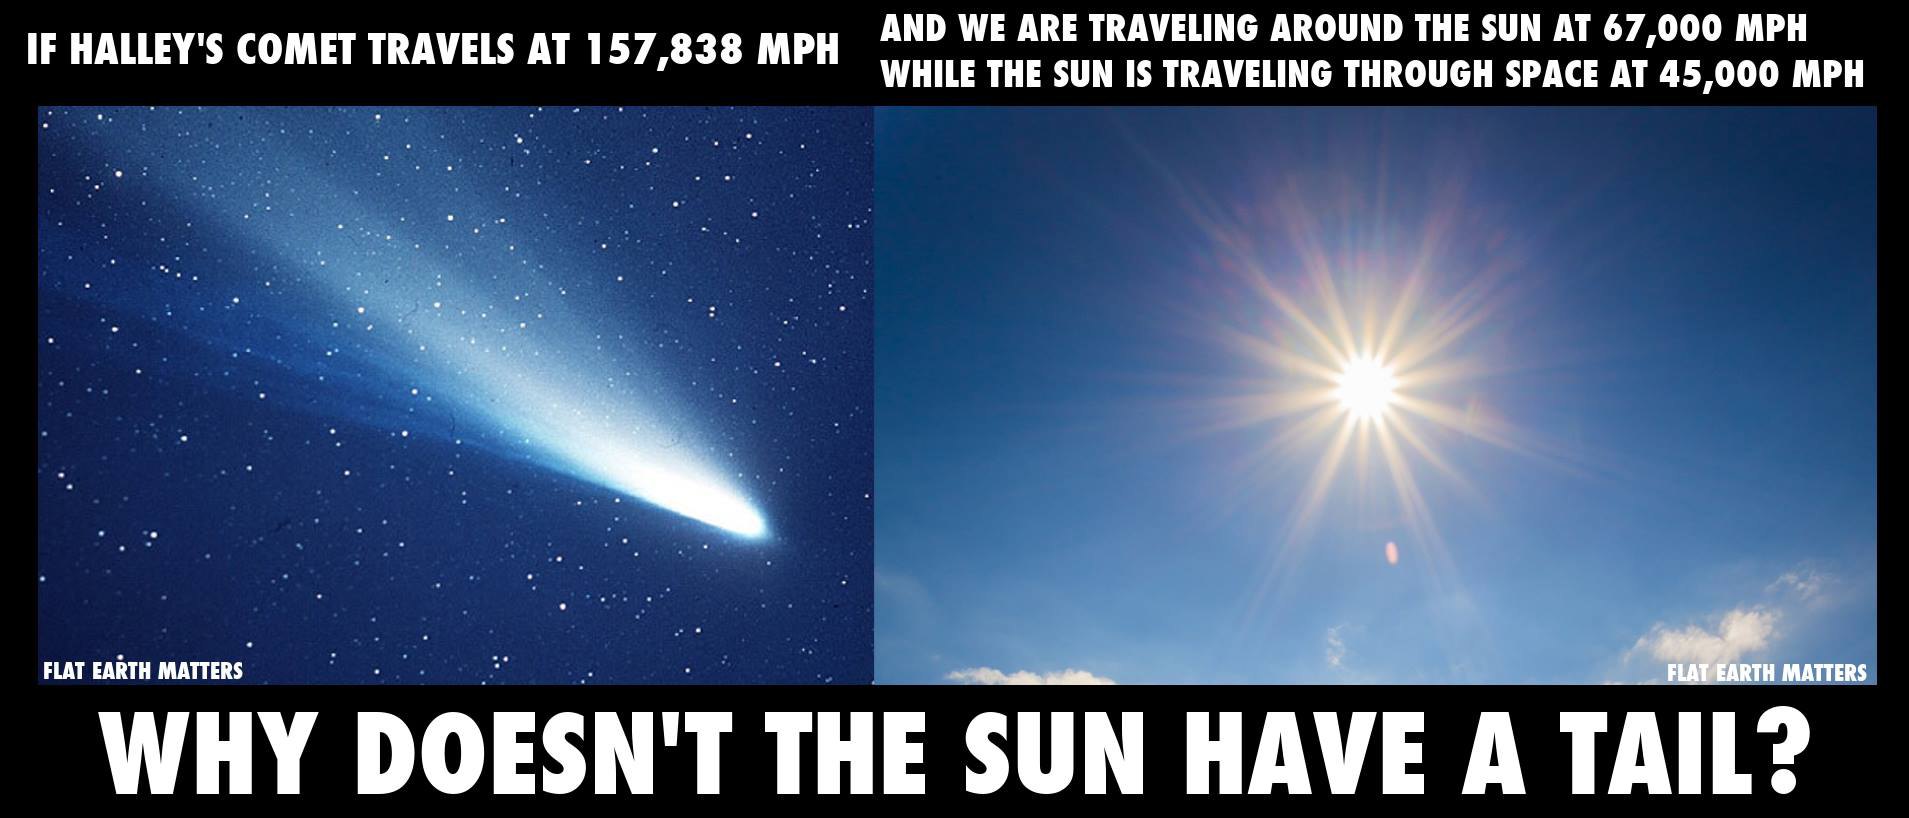 IF HALLEY'S COMET TRAVELS AT 157,838 MPH
AND WE ARE TRAVELING AROUND THE SUN AT 67,000 MPH
WHILE THE SUN IS TRAVELING THROUGH SPACE AT 45,000 MPH
FLAT EARTH MATTERS
FLAT EARTH MATTERS
WHY DOESN'T THE SUN HAVE A TAIL?